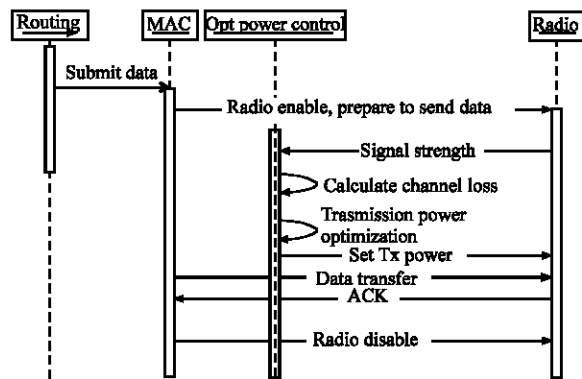 Routing MAC Opt power control Radio
Submit data
Radio enable, prepare to send data
Signal strength
Calculate channel loss
Trasmission power
optimization
Set Tx power
Data transfer
ACK
Radio disable